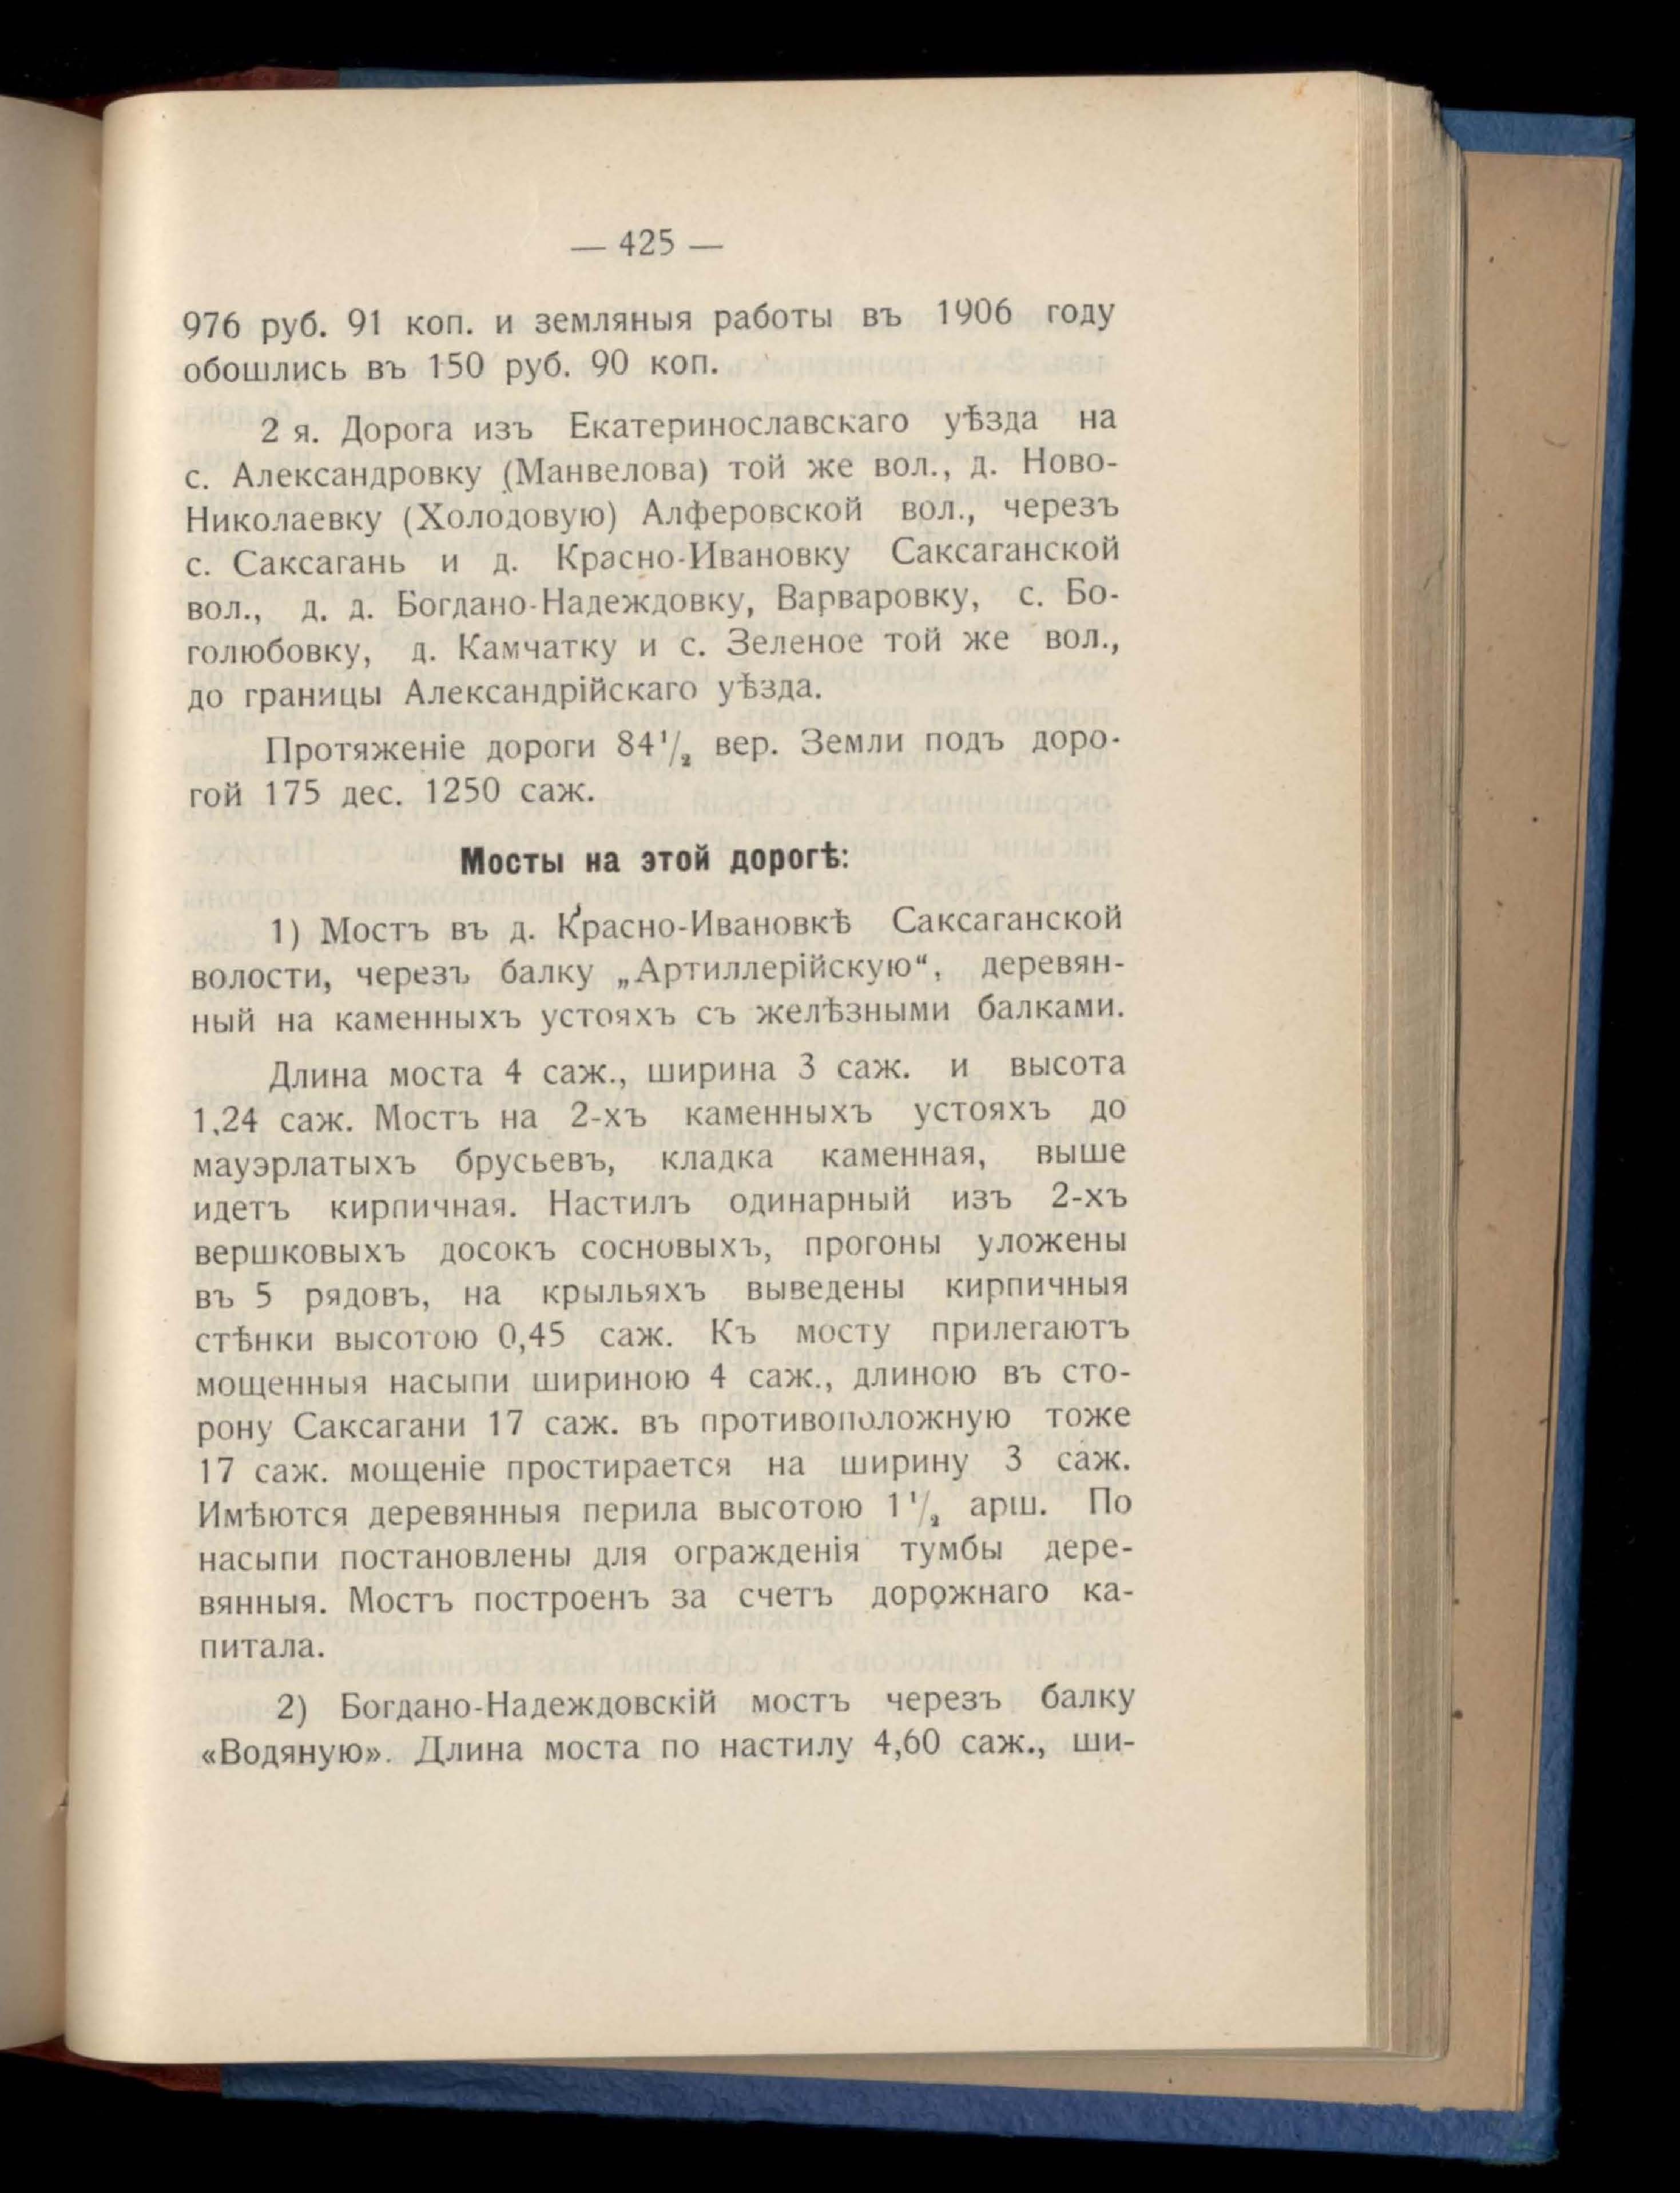 — 425 —
976 руб. 91 коп. и земляныя работы въ 1906 году
обошлись въ 150 руб. 90 коп.
2 я. Дорога изъ Екатеринославскаго уѣзда на
с. Александровку (Манвелова) той же вол., д. Ново-
Николаевку (Холодовую) Алферовской вол., черезъ
с. Саксагань и д. Красно-Ивановку Саксаганской
вол., д. д. Богдано-Надеждовку, Варваровку, с. Бо-
голюбовку, д. Камчатку и с. Зеленое той же вол.,
до границы Александрійскаго уѣзда.
Протяженіе дороги 84¹/₂ вер. Земли подъ доро-
гой 175 дес. 1250 саж.
Мосты на этой дорогѣ:
1) Мостъ въ д. Красно-Ивановкѣ Саксаганской
волости, черезъ балку „Артиллерійскую“, деревян-
ный на каменныхъ устояхъ съ желѣзными балками.
Длина моста 4 саж., ширина 3 саж. и высота
1,24 саж. Мостъ на 2-хъ каменныхъ устояхъ до
мауэрлатыхъ брусьевъ, кладка каменная, выше
идетъ кирпичная. Настилъ одинарный изъ 2-хъ
вершковыхъ досокъ сосновыхъ, прогоны уложены
въ 5 рядовъ, на крыльяхъ выведены кирпичныя
стѣнки высотою 0,45 саж. Къ мосту прилегаютъ
мощенныя насыпи шириною 4 саж., длиною въ сто-
рону Саксагани 17 саж. въ противоположную тоже
17 саж. мощеніе простирается на ширину 3 саж.
Имѣются деревянныя перила высотою 1¹/₂ арш. По
насыпи постановлены для огражденія тумбы дере-
вянныя. Мостъ построенъ за счетъ дорожнаго ка-
питала.
2) Богдано-Надеждовскій мостъ черезъ балку
«Водяную». Длина моста по настилу 4,60 саж., ши-